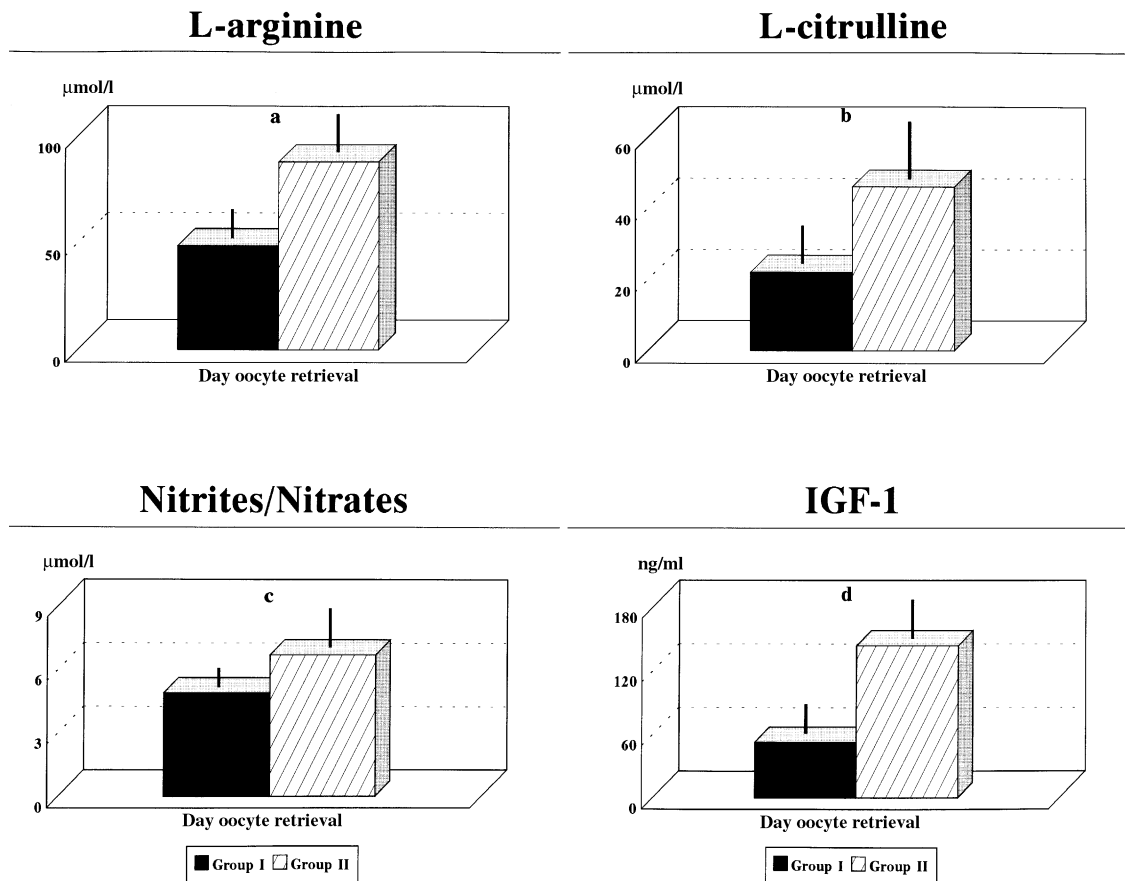 L-arginine
μmol/l
a
100
50
0
Day oocyte retrieval
L-citrulline
μmol/l
b
60
40
20
0
Day oocyte retrieval
Nitrites/Nitrates
μmol/l
c
9
6
3
0
Day oocyte retrieval
Group I Group II
IGF-1
ng/ml
d
180
120
60
0
Day oocyte retrieval
Group I Group II